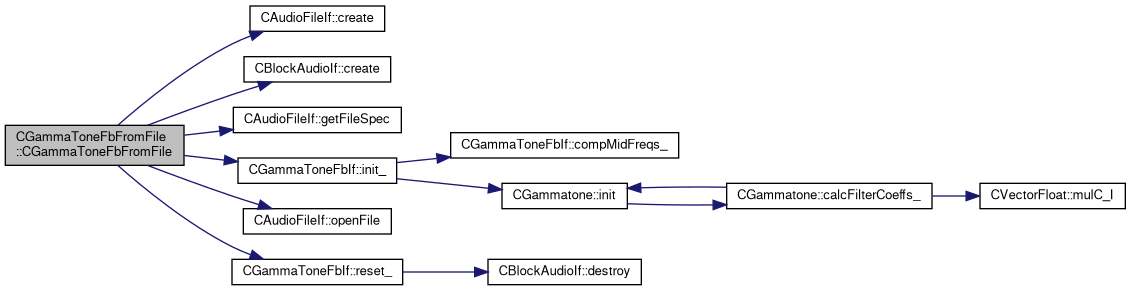 CAudioFileIf::create
CBlockAudioIf::create
CAudioFileIf::getFileSpec
CGammaToneFbFromFile
::CGammaToneFbFromFile
CGammaToneFbIf::init_
CGammaToneFbIf::compMidFreqs_
CGammatone::init
CGammatone::calcFilterCoeffs_
CVectorFloat::mulC_I
CAudioFileIf::openFile
CGammaToneFbIf::reset_
CBlockAudioIf::destroy